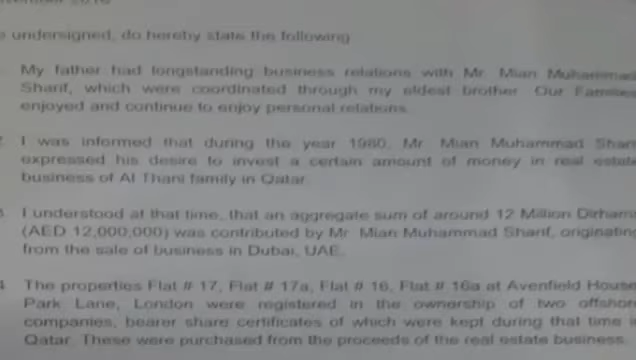 undersigned, do hereby state the following
My father had longstanding business relations with Mr. Mian Muhammad
Sharif, which were coordinated through my eldest brother. Our Families
enjoyed and continue to enjoy personal relations.
I was informed that during the year 1980, Mr. Mian Muhammad Shari
expressed his desire to invest a certain amount of money in real estate
business of Al Thani family in Qatar.
I understood at that time, that an aggregate sum of around 12 Million Dirham
(AED 12,000,000) was contributed by Mr. Mian Muhammad Sharif, originating
from the sale of business in Dubai, UAE.
4 The properties Flat # 17, Flat # 17a, Flat # 16, Flat # 16a at Avenfield House
Park Lane, London were registered in the ownership of two offshor
companies, bearer share certificates of which were kept during that time i
Qatar. These were purchased from the proceeds of the real estate business.